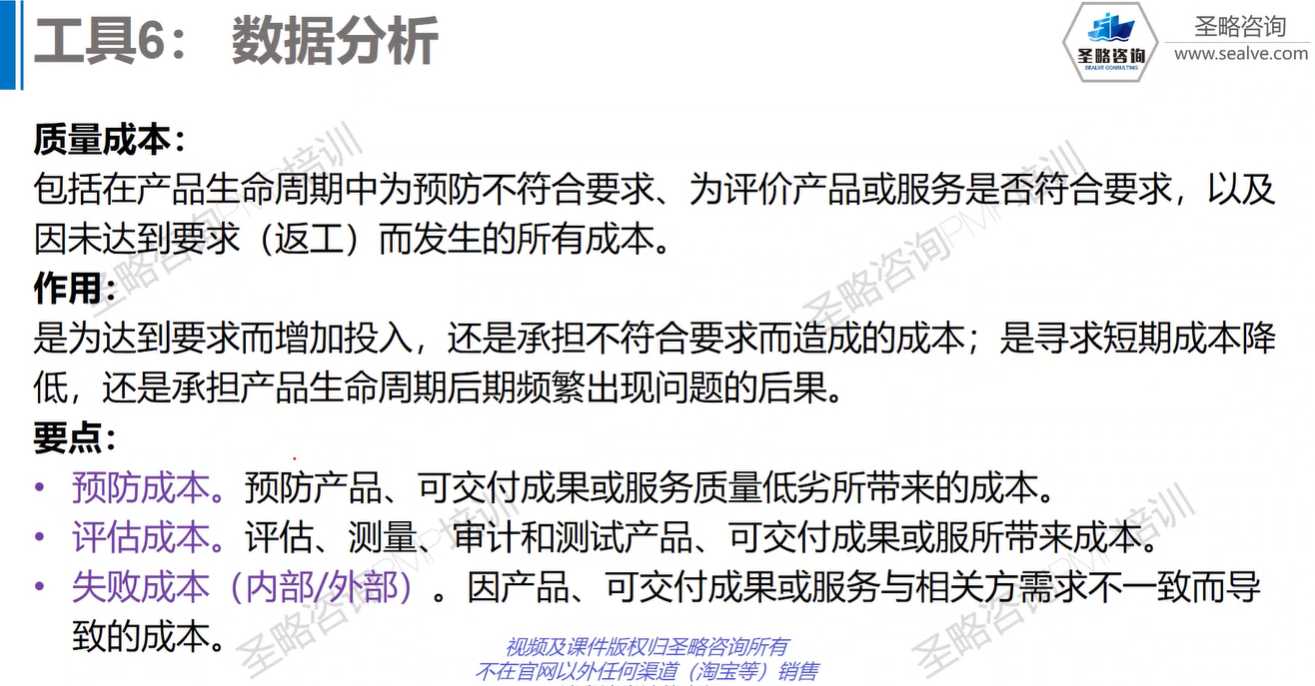 工具6： 数据分析
圣略咨询
SEALVE CONSULTING
圣略咨询
www.sealve.com
质量成本：
包括在产品生命周期中为预防不符合要求、为评价产品或服务是否符合要求，以及
因未达到要求（返工）而发生的所有成本。
作用：
是为达到要求而增加投入，还是承担不符合要求而造成的成本；是寻求短期成本降
低，还是承担产品生命周期后期频繁出现问题的后果。
要点：
• 预防成本。预防产品、可交付成果或服务质量低劣所带来的成本。
• 评估成本。评估、测量、审计和测试产品、可交付成果或服所带来成本。
• 失败成本（内部/外部）。因产品、可交付成果或服务与相关方需求不一致而导
致的成本。
圣略咨询PMP培训
圣略咨询PMP培训
圣略咨询PMP培训
圣略咨询PMP培训
视频及课件版权归圣略咨询所有
不在官网以外任何渠道（淘宝等）销售